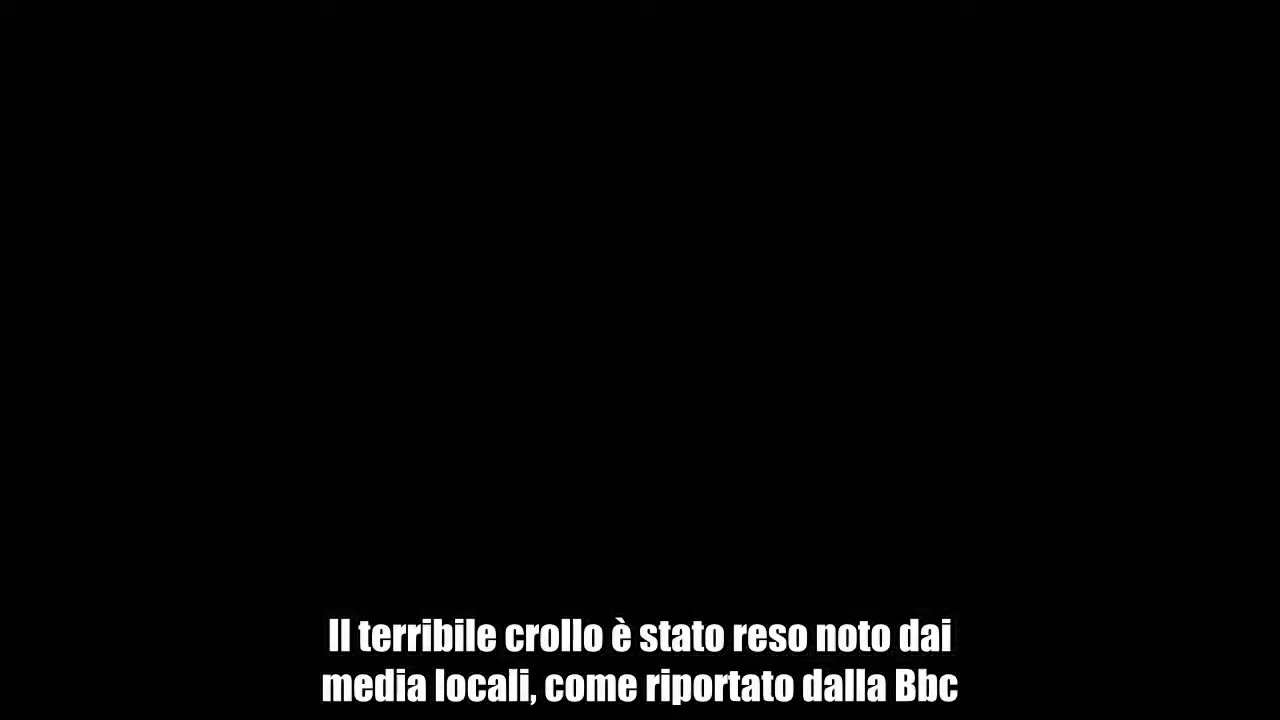 Il terribile crollo è stato reso noto dai
media locali, come riportato dalla Bbc